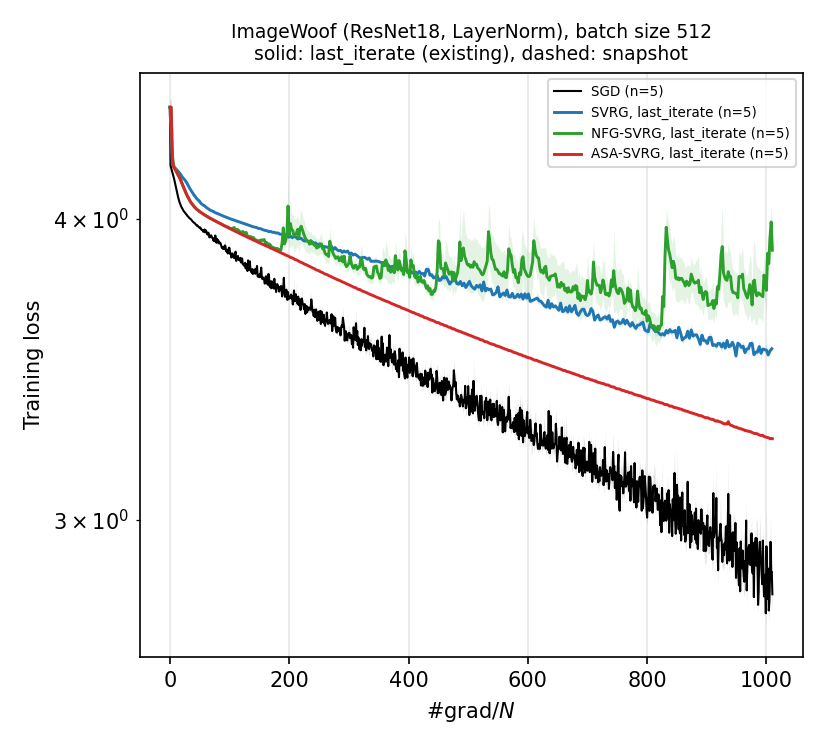 ImageWoof (ResNet18, LayerNorm), batch size 512
solid: last_iterate (existing), dashed: snapshot
SGD (n=5)
SVRG, last_iterate (n=5)
NFG-SVRG, last_iterate (n=5)
ASA-SVRG, last_iterate (n=5)
Training loss
4 × 10⁰
3 × 10⁰
0 200 400 600 800 1000
#grad/N